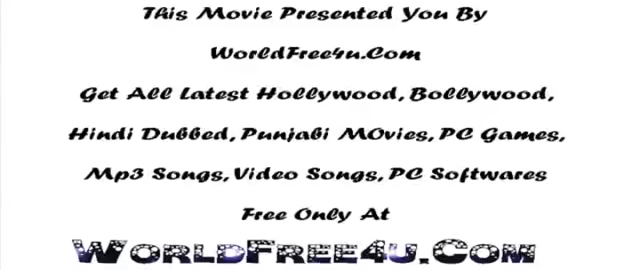 This Movie Presented You By
WorldFree4u.Com
Get All Latest Hollywood, Bollywood,
Hindi Dubbed, Punjabi MOvies, PC Games,
Mp3 Songs, Video Songs, PC Softwares
Free Only At
WorldFree4u.Com